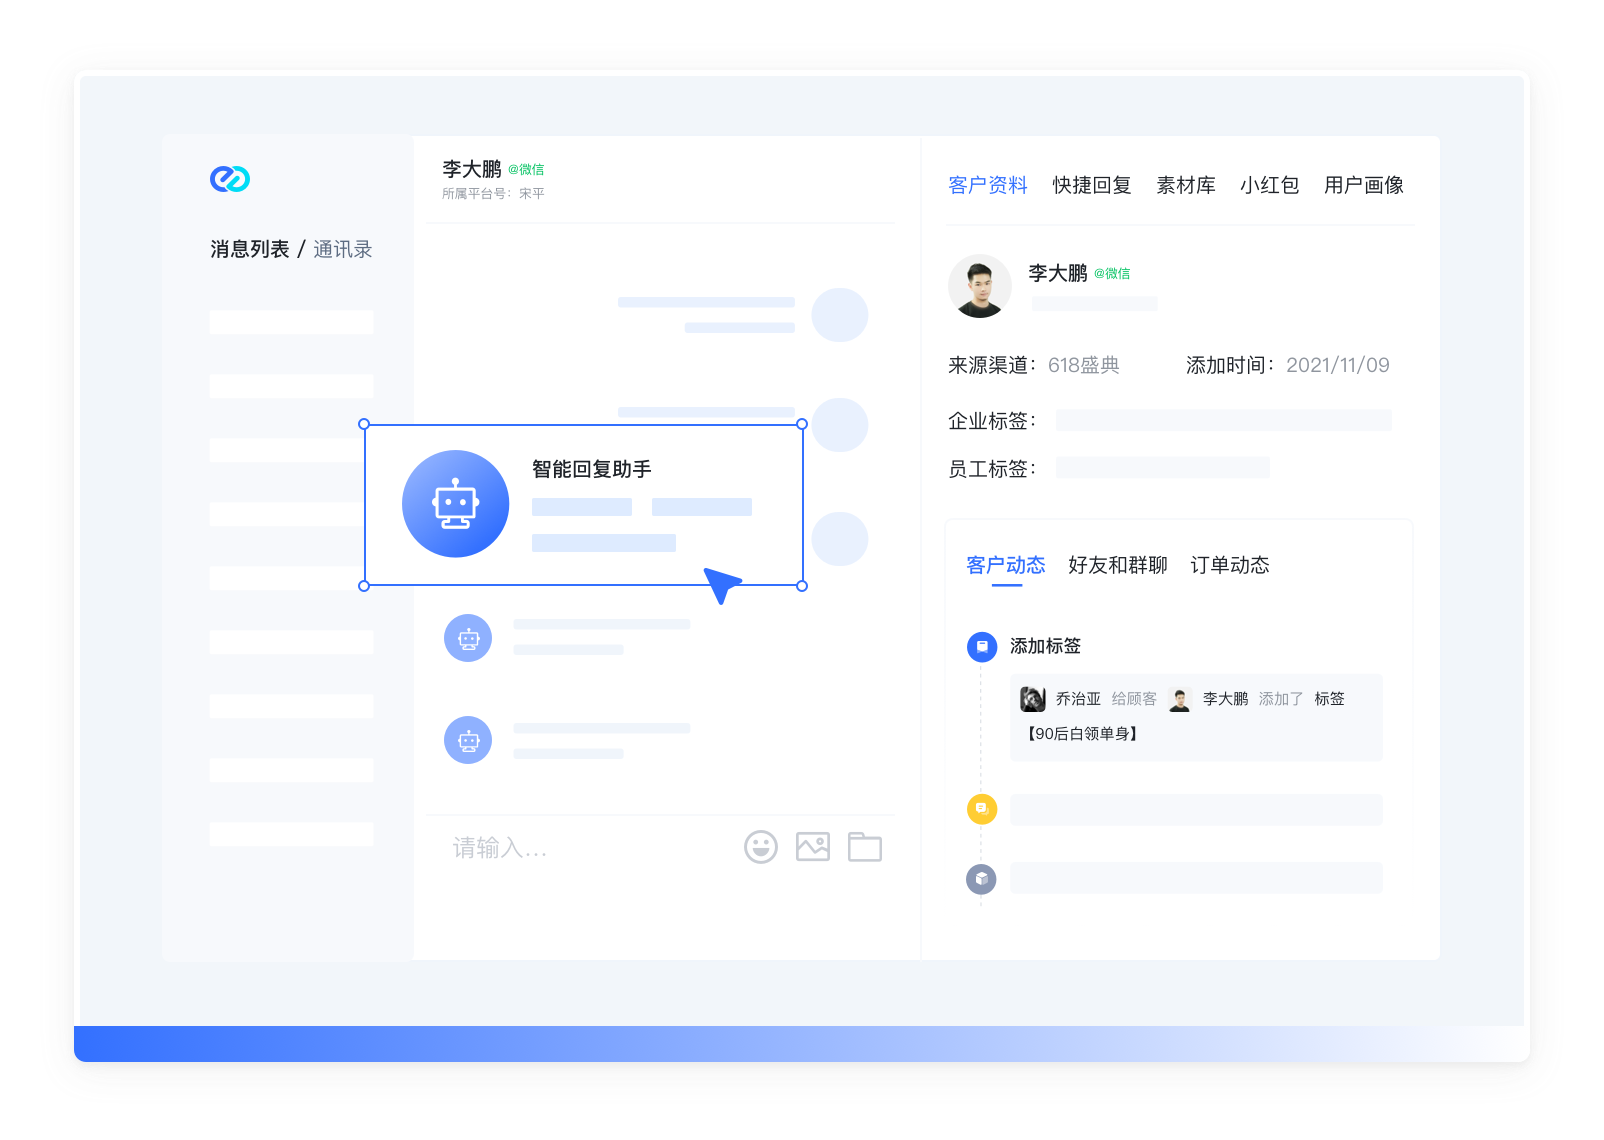 消息列表 / 通讯录
李大鹏 @微信
所属平台号：宋平
智能回复助手
请输入...
客户资料 快捷回复 素材库 小红包 用户画像
李大鹏 @微信
来源渠道：618盛典 添加时间：2021/11/09
企业标签：
员工标签：
客户动态 好友和群聊 订单动态
添加标签
乔治亚 给顾客 李大鹏 添加了 标签
【90后白领单身】